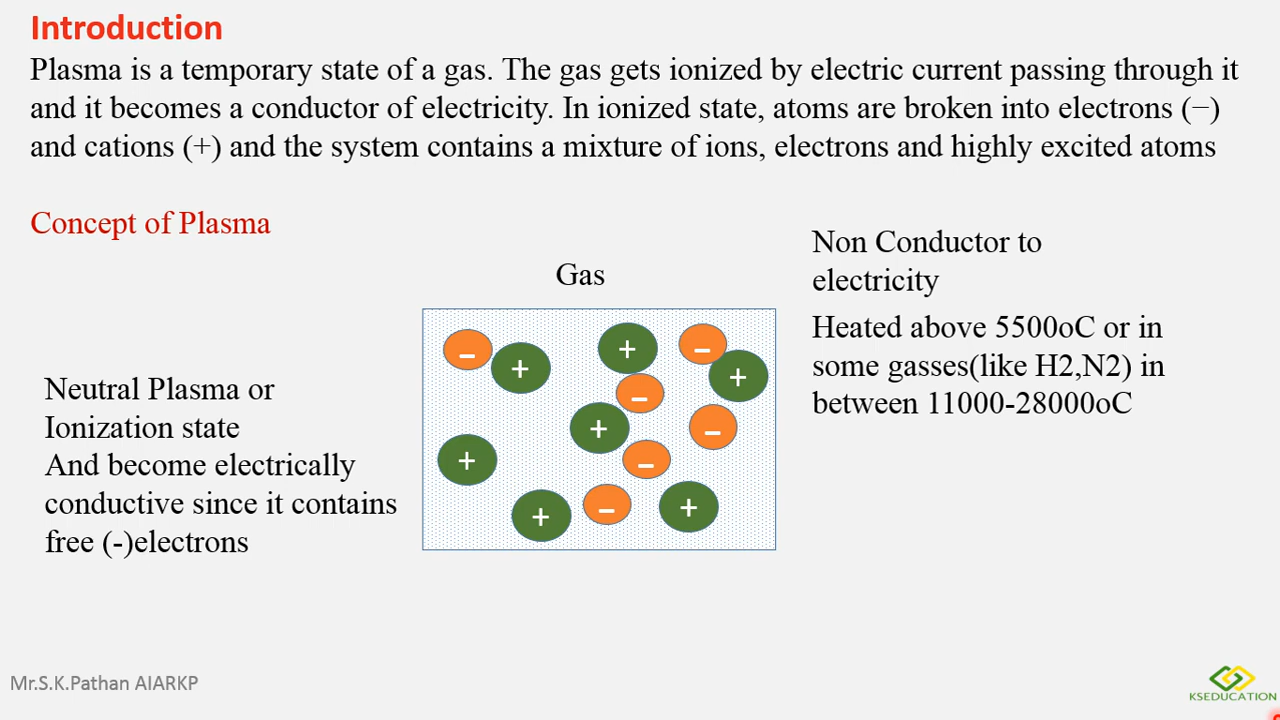 Introduction
Plasma is a temporary state of a gas. The gas gets ionized by electric current passing through it
and it becomes a conductor of electricity. In ionized state, atoms are broken into electrons (−)
and cations (+) and the system contains a mixture of ions, electrons and highly excited atoms
Concept of Plasma
Gas
Non Conductor to
electricity
Heated above 5500oC or in
some gasses(like H2,N2) in
between 11000-28000oC
Neutral Plasma or
Ionization state
And become electrically
conductive since it contains
free (-)electrons
− + + − − +
− + − +
− + − +
Mr.S.K.Pathan AIARKP
KSEDUCATION